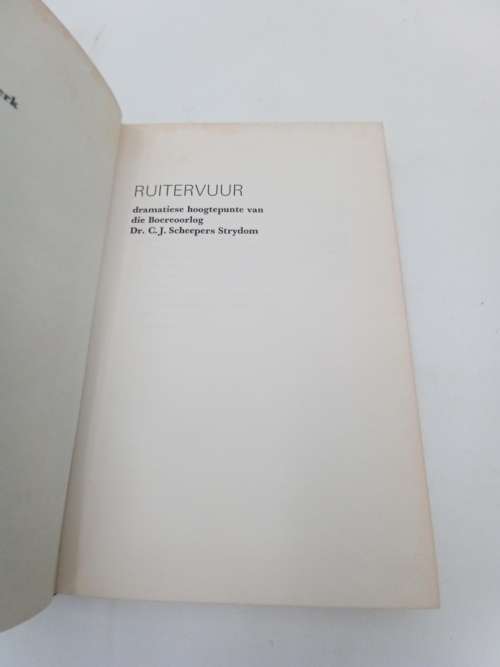 RUITERVUUR
dramatiese hoogtepunte van
die Boereoorlog
Dr. C. J. Scheepers Strydom